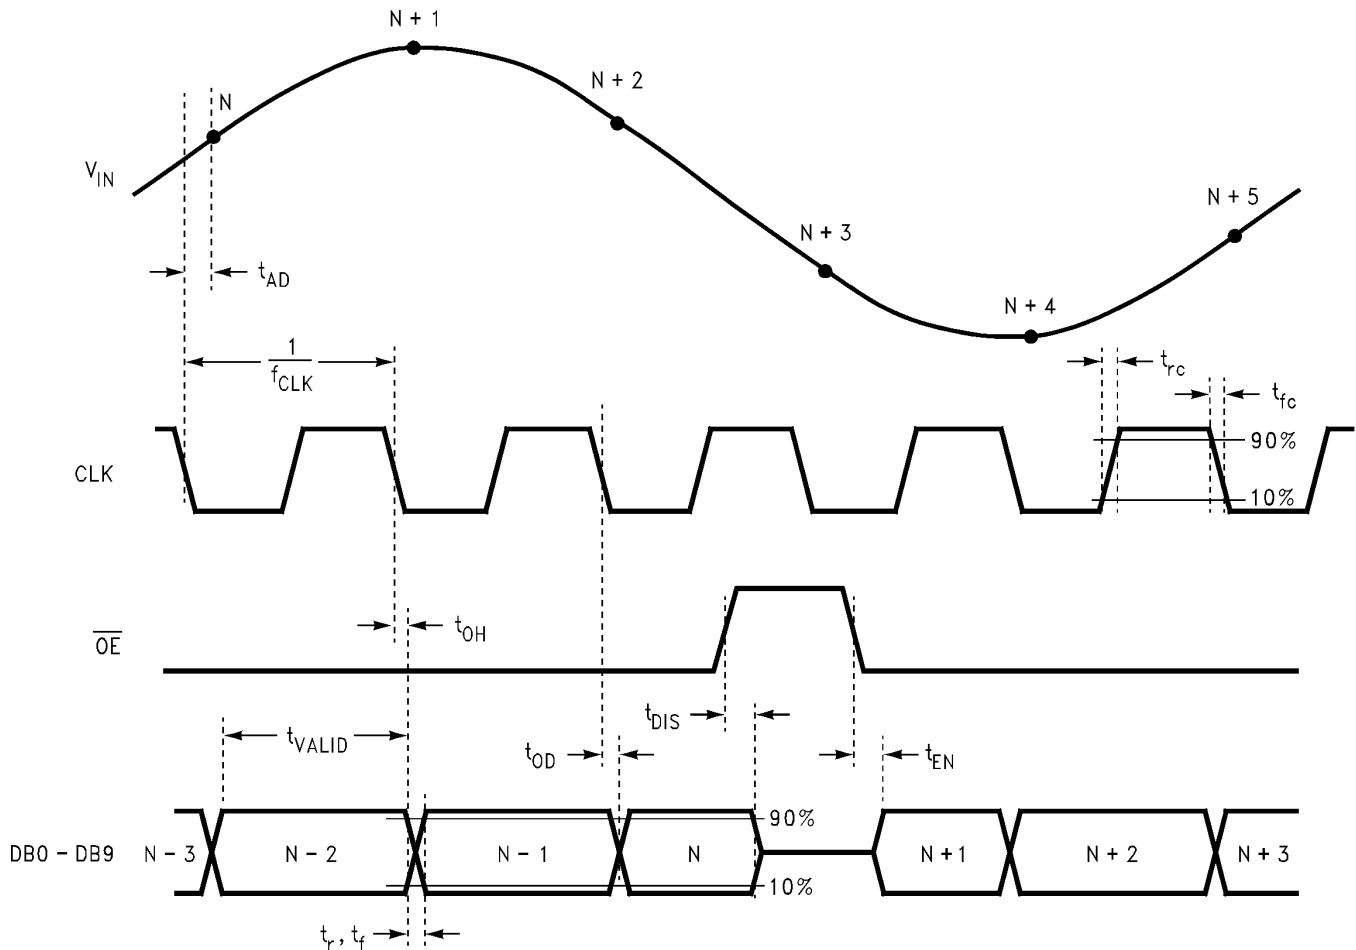 N + 1
N + 2
N
V_IN
N + 5
N + 3
t_AD
N + 4
1
f_CLK
t_rc
t_fc
90%
CLK
10%
t_OH
OE
t_DIS
t_VALID
t_OD
t_EN
90%
DB0 - DB9
N - 3
N - 2
N - 1
N
N + 1
N + 2
N + 3
10%
t_r , t_f